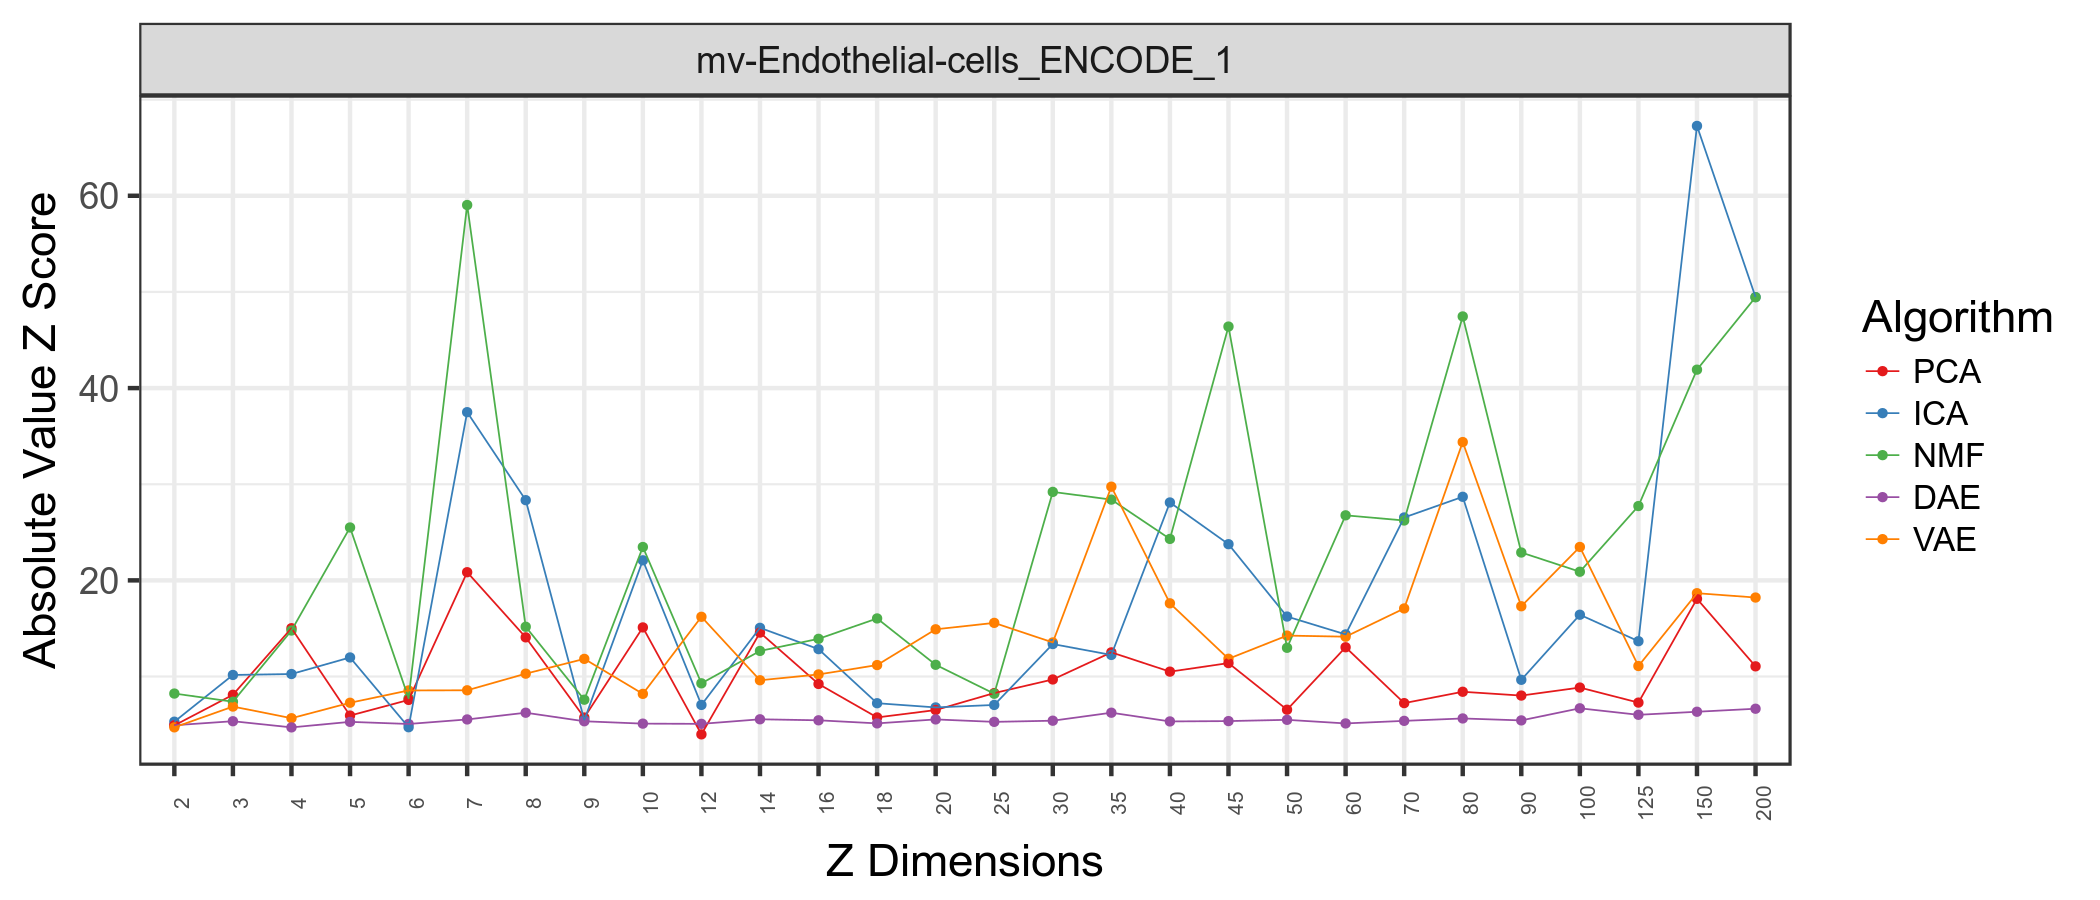 mv-Endothelial-cells_ENCODE_1
Absolute Value Z Score
60
40
20
2 3 4 5 6 7 8 9 10 12 14 16 18 20 25 30 35 40 45 50 60 70 80 90 100 125 150 200
Z Dimensions
Algorithm
PCA
ICA
NMF
DAE
VAE